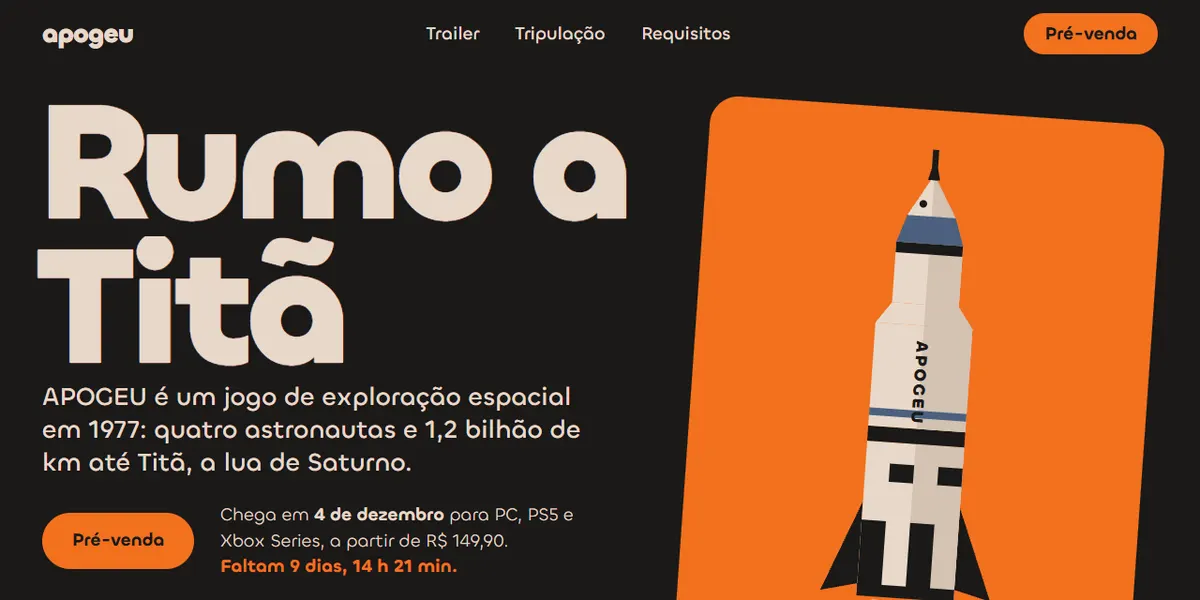 apogeu
Trailer
Tripulação
Requisitos
Pré-venda
Rumo a
Titã
APOGEU é um jogo de exploração espacial
em 1977: quatro astronautas e 1,2 bilhão de
km até Titã, a lua de Saturno.
Pré-venda
Chega em 4 de dezembro para PC, PS5 e
Xbox Series, a partir de R$ 149,90.
Faltam 9 dias, 14 h 21 min.
APOGEU